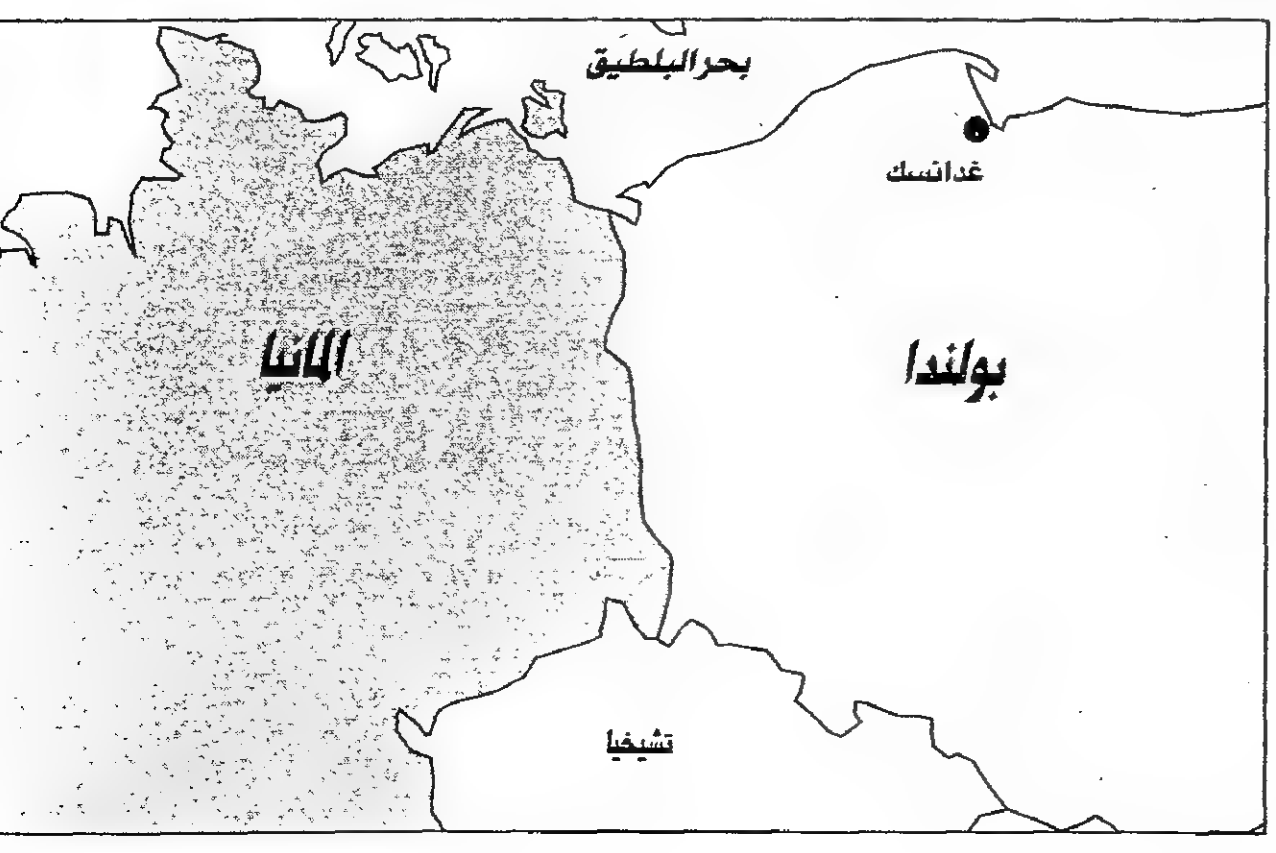 بحر البلطيق
غدانسك
المانيا
بولندا
تشيخيا